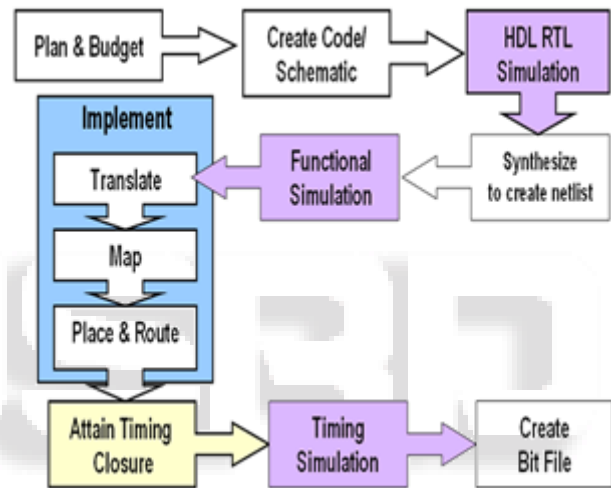 Plan & Budget
Create Code/
Schematic
HDL RTL
Simulation
Implement
Translate
Functional
Simulation
Synthesize
to create netlist
Map
Place & Route
Attain Timing
Closure
Timing
Simulation
Create
Bit File